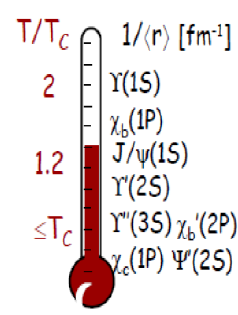 T/T_C 1/⟨r⟩ [fm⁻¹]
2 ϒ(1S)
χ_b(1P)
1.2 J/ψ(1S)
ϒ'(2S)
≤T_C ϒ''(3S) χ_b'(2P)
χ_c(1P) Ψ'(2S)